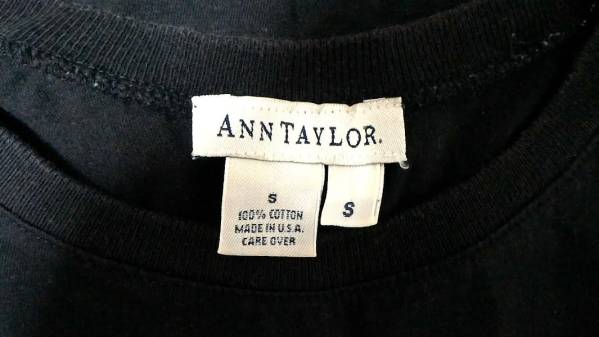 ANNTAYLOR.
S
100% COTTON
MADE IN U.S.A.
CARE OVER
S